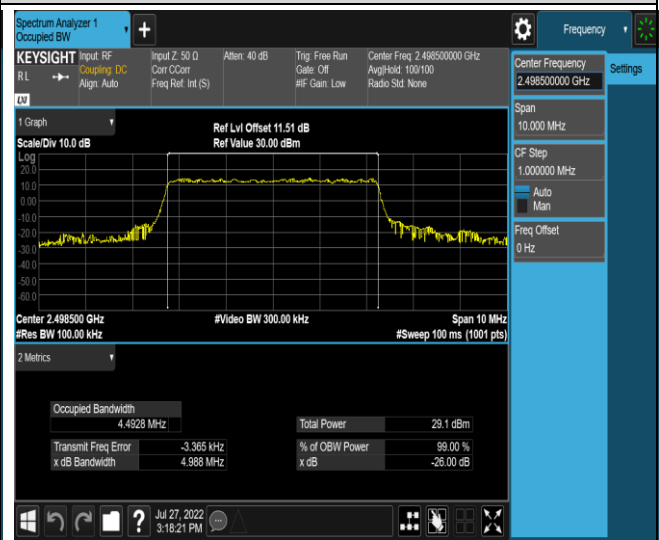 Spectrum Analyzer 1
Occupied BW
+
Frequency
KEYSIGHT Input: RF Input Z: 50 Ω Atten: 40 dB Trig: Free Run Center Freq: 2.498500000 GHz
RL Coupling: DC Corr CCorr Gate: Off Avg|Hold: 100/100
Align: Auto Freq Ref: Int (S) #IF Gain: Low Radio Std: None
LXI
Center Frequency
2.498500000 GHz
Settings
Span
10.000 MHz
CF Step
1.000000 MHz
Auto
Man
Freq Offset
0 Hz
1 Graph
Ref Lvl Offset 11.51 dB
Scale/Div 10.0 dB Ref Value 30.00 dBm
Log
20.0
10.0
0.00
-10.0
-20.0
-30.0
-40.0
-50.0
-60.0
Center 2.498500 GHz #Video BW 300.00 kHz Span 10 MHz
#Res BW 100.00 kHz #Sweep 100 ms (1001 pts)
2 Metrics
Occupied Bandwidth
4.4928 MHz Total Power 29.1 dBm
Transmit Freq Error -3.365 kHz % of OBW Power 99.00 %
x dB Bandwidth 4.988 MHz x dB -26.00 dB
? Jul 27, 2022
3:18:21 PM